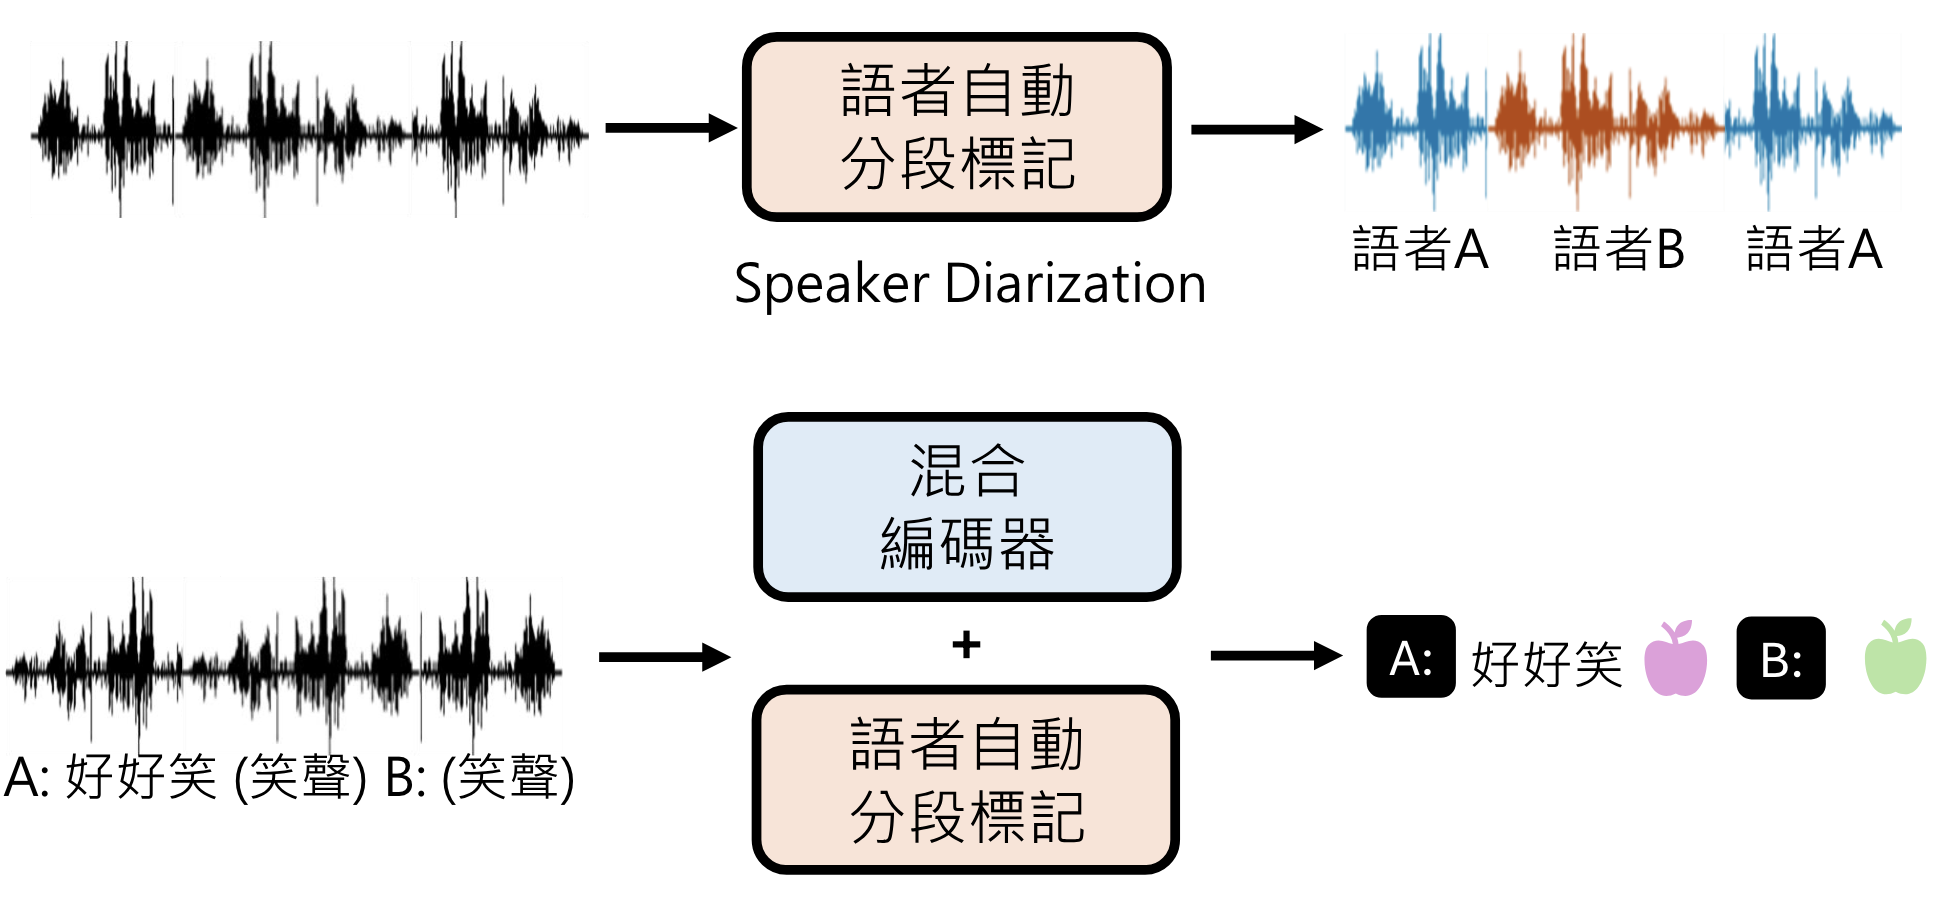 語者自動
分段標記
Speaker Diarization
語者A
語者B
語者A
混合
編碼器
+
語者自動
分段標記
A: 好好笑 (笑聲) B: (笑聲)
A: 好好笑 B: